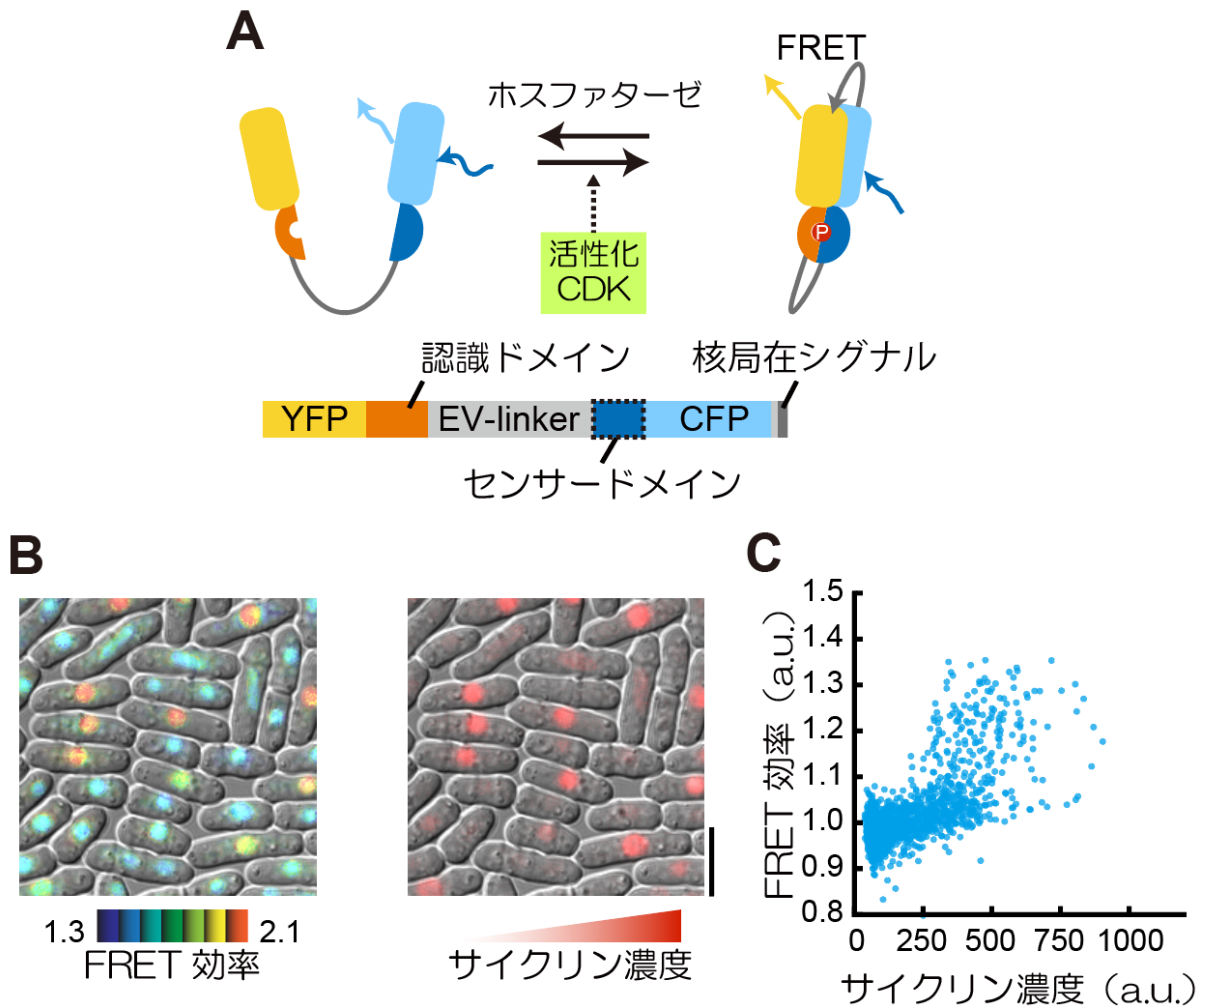 A
FRET
ホスファターゼ
P
活性化
CDK
認識ドメイン
核局在シグナル
YFP
EV-linker
CFP
センサードメイン
B
1.3
2.1
FRET 効率
サイクリン濃度
C
FRET 効率 (a.u.)
1.5
1.4
1.3
1.2
1.1
1.0
0.9
0.8
0
250
500
750
1000
サイクリン濃度 (a.u.)